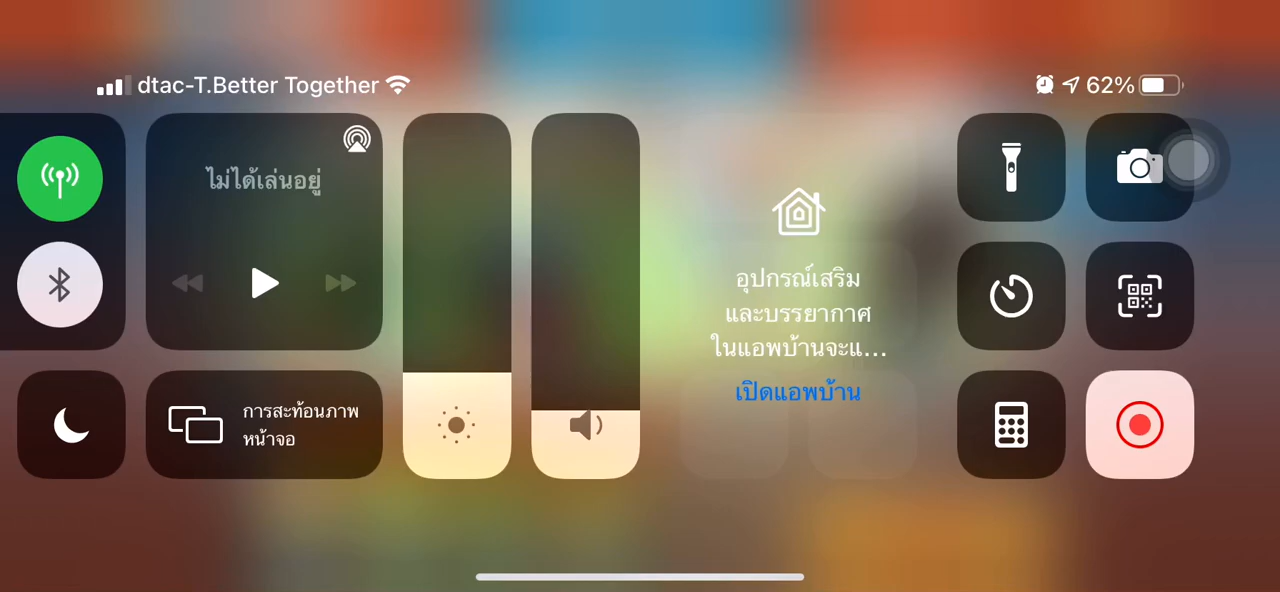 dtac-T.Better Together
62%
ไม่ได้เล่นอยู่
การสะท้อนภาพ
หน้าจอ
อุปกรณ์เสริม
และบรรยากาศ
ในแอพบ้านจะแ...
เปิดแอพบ้าน